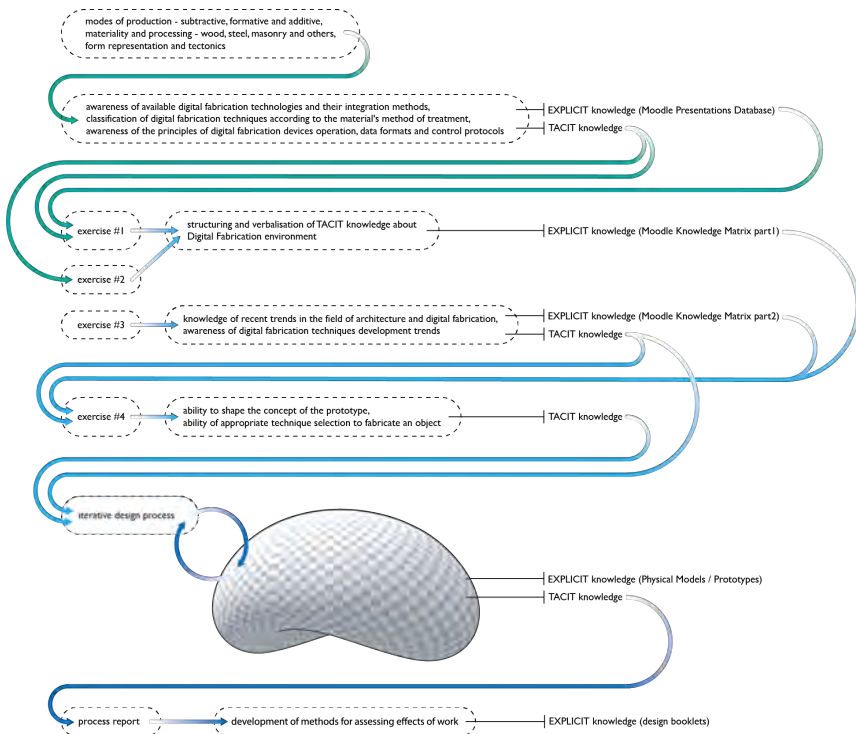 modes of production - subtractive, formative and additive,
materiality and processing - wood, steel, masonry and others,
form representation and tectonics
awareness of available digital fabrication technologies and their integration methods,
classification of digital fabrication techniques according to the material's method of treatment,
awareness of the principles of digital fabrication devices operation, data formats and control protocols
EXPLICIT knowledge (Moodle Presentations Database)
TACIT knowledge
exercise #1
structuring and verbalisation of TACIT knowledge about
Digital Fabrication environment
EXPLICIT knowledge (Moodle Knowledge Matrix part1)
exercise #2
exercise #3
knowledge of recent trends in the field of architecture and digital fabrication,
awareness of digital fabrication techniques development trends
EXPLICIT knowledge (Moodle Knowledge Matrix part2)
TACIT knowledge
exercise #4
ability to shape the concept of the prototype,
ability of appropriate technique selection to fabricate an object
TACIT knowledge
iterative design process
EXPLICIT knowledge (Physical Models / Prototypes)
TACIT knowledge
process report
development of methods for assessing effects of work
EXPLICIT knowledge (design booklets)